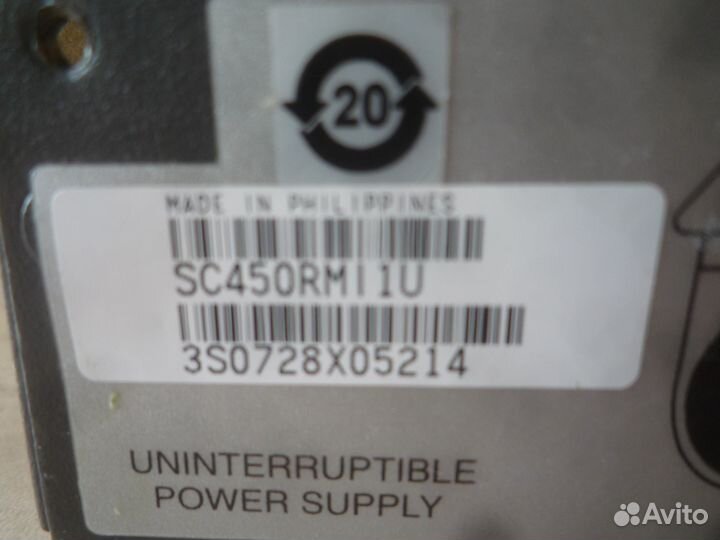 20
MADE IN PHILIPPINES
SC450RMI1U
3S0728X05214
UNINTERRUPTIBLE
POWER SUPPLY
Avito